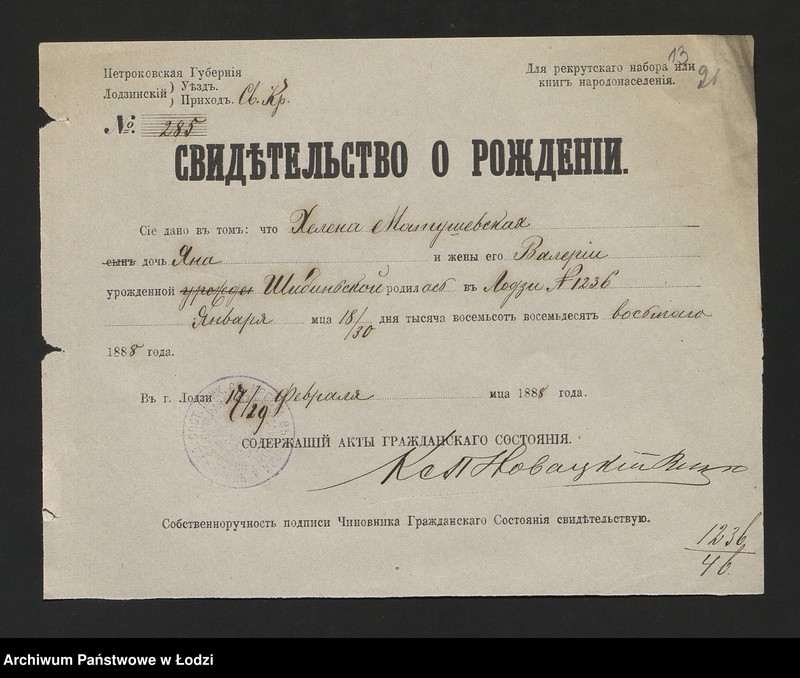 Петроковская Губернія
Лодзинскій ) Уѣздъ.
) Приходъ. Св. Кр.
Для рекрутскаго набора или
книгъ народонаселенія.
13
21
№ 285
СВИДѢТЕЛЬСТВО О РОЖДЕНІИ.
Сіе дано въ томъ: что Хелена Матушевская
сынъ дочь Яна и жены его Валеріи
урожденной Шибинской родилась въ Лодзи № 1236
Января мца 18/30 дня тысяча восемьсотъ восемьдесятъ восьмаго
1888 года.
Въ г. Лодзи 17/29 Февраля мца 1888 года.
СОДЕРЖАЩІЙ АКТЫ ГРАЖДАНСКАГО СОСТОЯНІЯ.
Новацкій
Собственноручность подписи Чиновника Гражданскаго Состоянія свидѣтельствую.
1236
46
Archiwum Państwowe w Łodzi